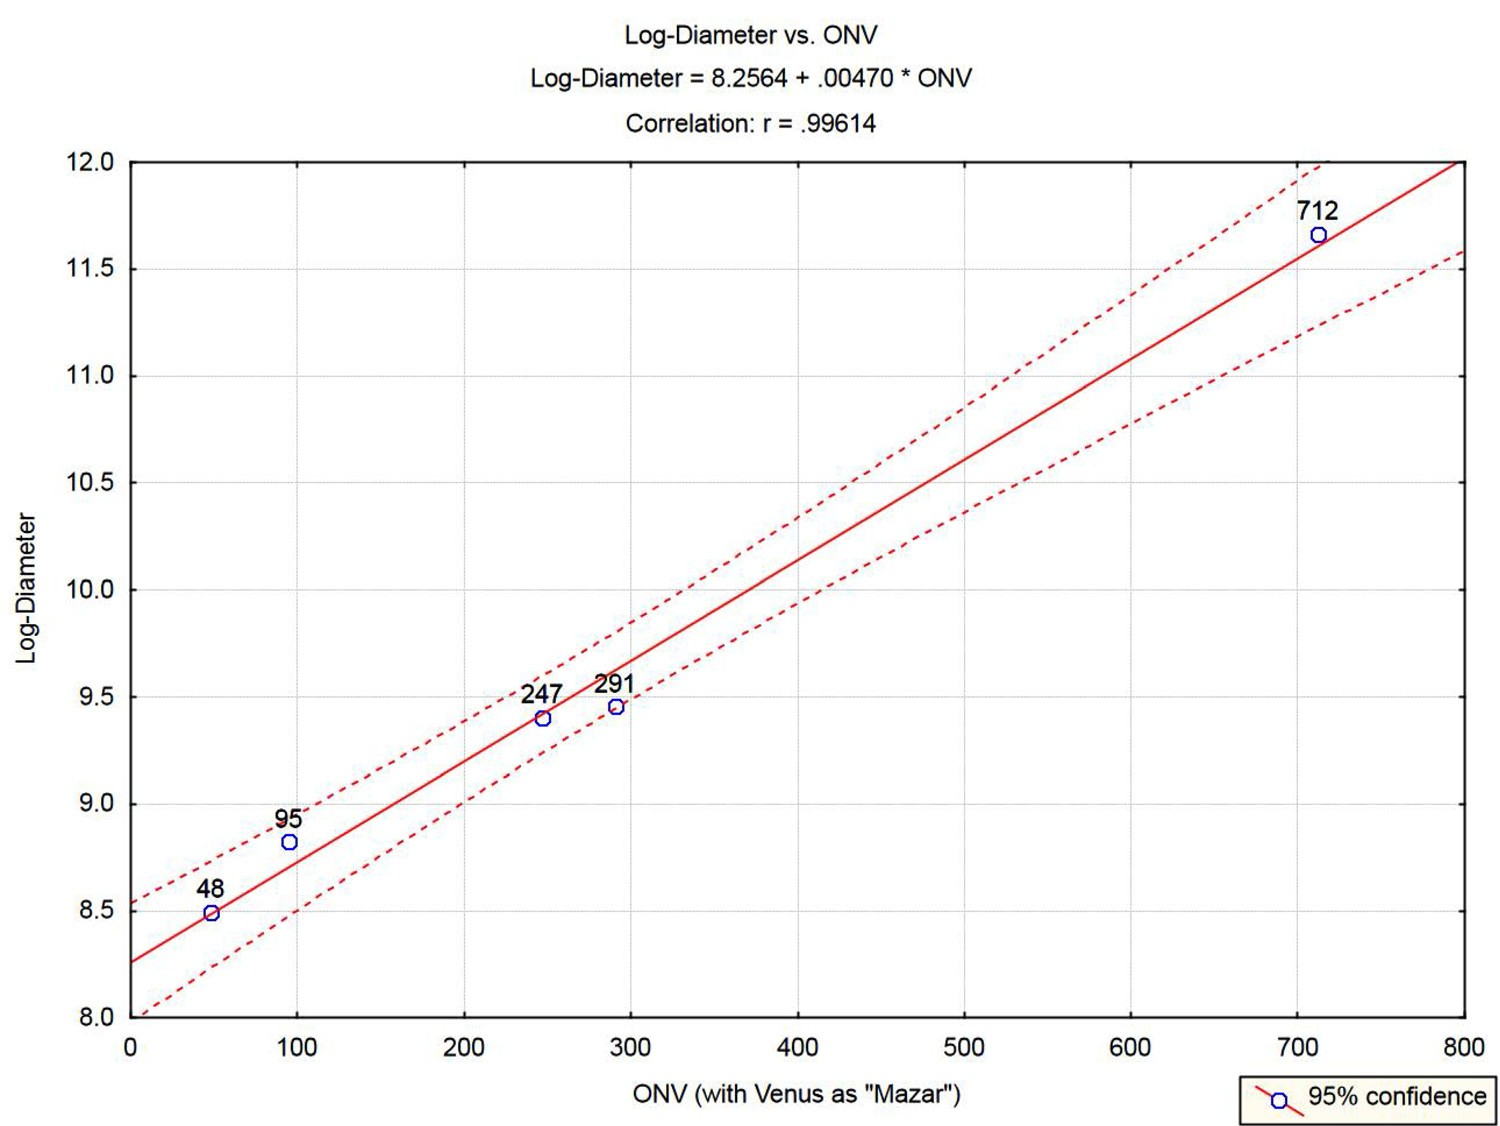 Log-Diameter vs. ONV
Log-Diameter = 8.2564 + .00470 * ONV
Correlation: r = .99614
12.0
11.5
11.0
10.5
10.0
9.5
9.0
8.5
8.0
Log-Diameter
712
247
291
95
48
0 100 200 300 400 500 600 700 800
ONV (with Venus as "Mazar")
95% confidence